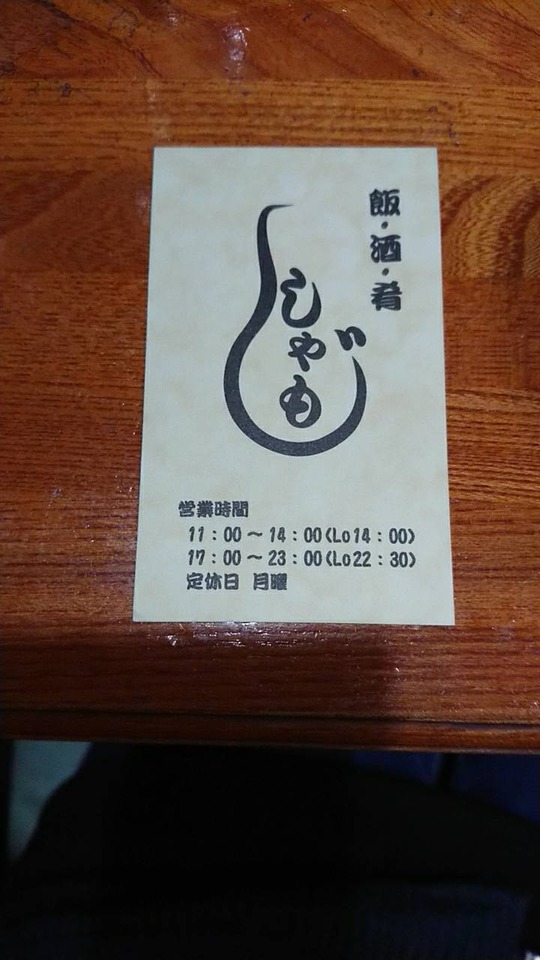 飯・酒・肴
しゃも
営業時間
11：00～14：00(Lo14：00)
17：00～23：00(Lo22：30)
定休日 月曜